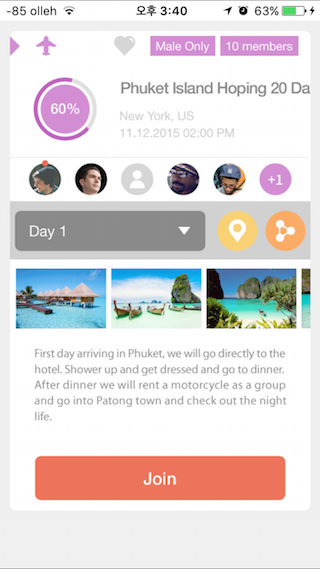 -85 olleh 오후 3:40 63%
Male Only 10 members
60%
Phuket Island Hoping 20 Da
New York, US
11.12.2015 02:00 PM
+1
Day 1
First day arriving in Phuket, we will go directly to the
hotel. Shower up and get dressed and go to dinner.
After dinner we will rent a motorcycle as a group
and go into Patong town and check out the night
life.
Join